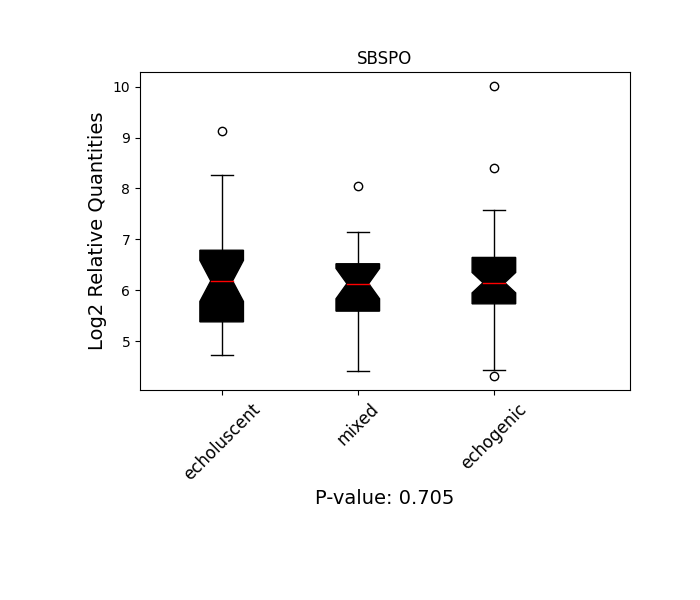 SBSPO
Log2 Relative Quantities
10
9
8
7
6
5
echoluscent
mixed
echogenic
P-value: 0.705